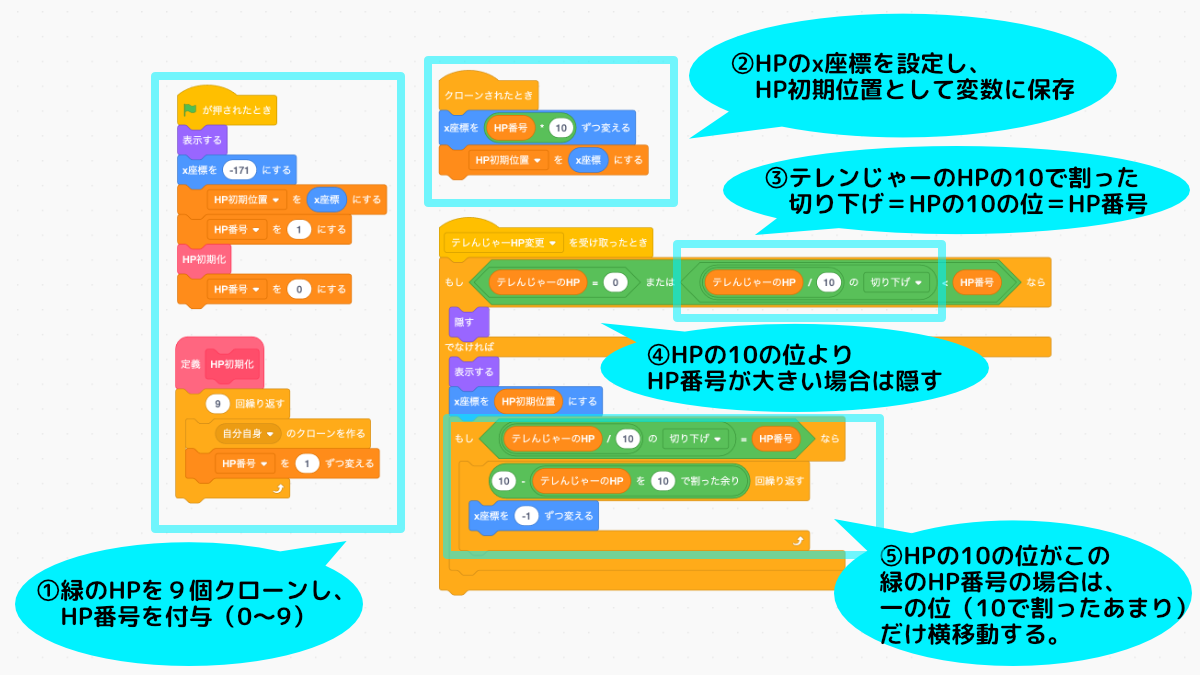 が押されたとき
表示する
x座標を -171 にする
HP初期位置 を x座標 にする
HP番号 を 1 にする
HP初期化
HP番号 を 0 にする
定義 HP初期化
9 回繰り返す
自分自身 のクローンを作る
HP番号 を 1 ずつ変える
①緑のHPを９個クローンし、
HP番号を付与（0〜9）
クローンされたとき
x座標を HP番号 * 10 ずつ変える
HP初期位置 を x座標 にする
②HPのx座標を設定し、
HP初期位置として変数に保存
③テレンじゃーのHPの10で割った
切り下げ＝HPの10の位＝HP番号
テレんじゃーHP変更 を受け取ったとき
もし テレんじゃーのHP = 0 または テレんじゃーのHP / 10 の 切り下げ < HP番号 なら
隠す
でなければ
表示する
x座標を HP初期位置 にする
もし テレんじゃーのHP / 10 の 切り下げ = HP番号 なら
10 - テレんじゃーのHP を 10 で割った余り 回繰り返す
x座標を -1 ずつ変える
④HPの10の位より
HP番号が大きい場合は隠す
⑤HPの10の位がこの
緑のHP番号の場合は、
一の位（10で割ったあまり）
だけ横移動する。